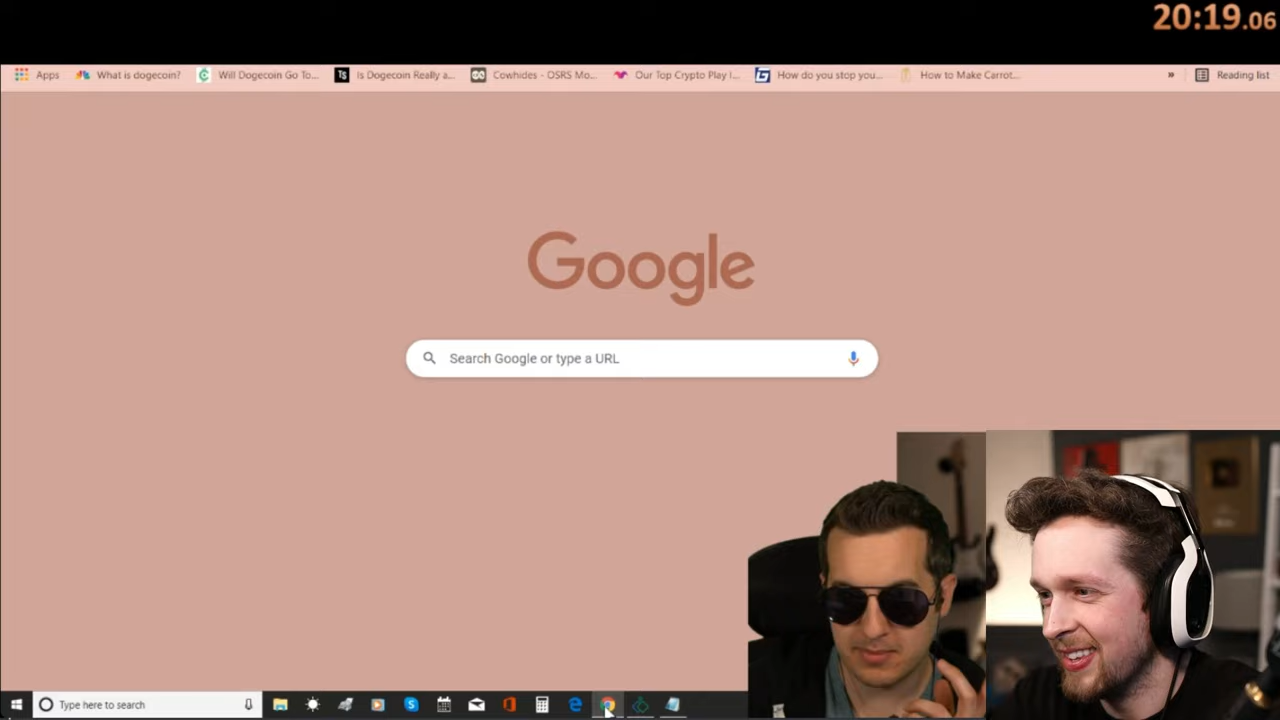 20:19.06
Apps What is dogecoin? Will Dogecoin Go To... Is Dogecoin Really a... Cowhides - OSRS Mo... Our Top Crypto Play I... How do you stop you... How to Make Carrot... » Reading list
Google
Search Google or type a URL
Type here to search